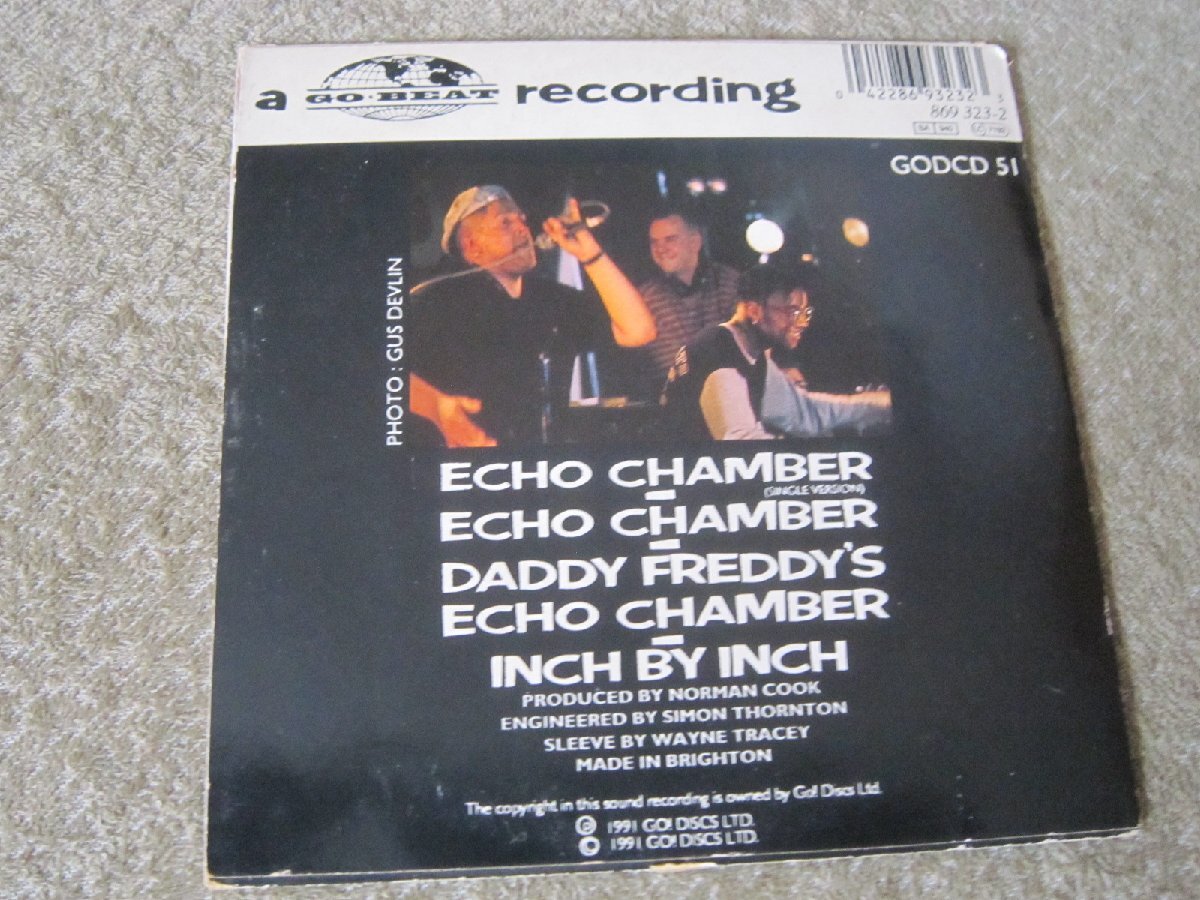 a GO·BEAT recording
0 42286 93232 3
869 323-2
GODCD 51
PHOTO : GUS DEVLIN
ECHO CHAMBER
(SINGLE VERSION)
ECHO CHAMBER
DADDY FREDDY'S
ECHO CHAMBER
INCH BY INCH
PRODUCED BY NORMAN COOK
ENGINEERED BY SIMON THORNTON
SLEEVE BY WAYNE TRACEY
MADE IN BRIGHTON
The copyright in this sound recording is owned by Go! Discs Ltd.
Ⓟ 1991 GO! DISCS LTD.
© 1991 GO! DISCS LTD.